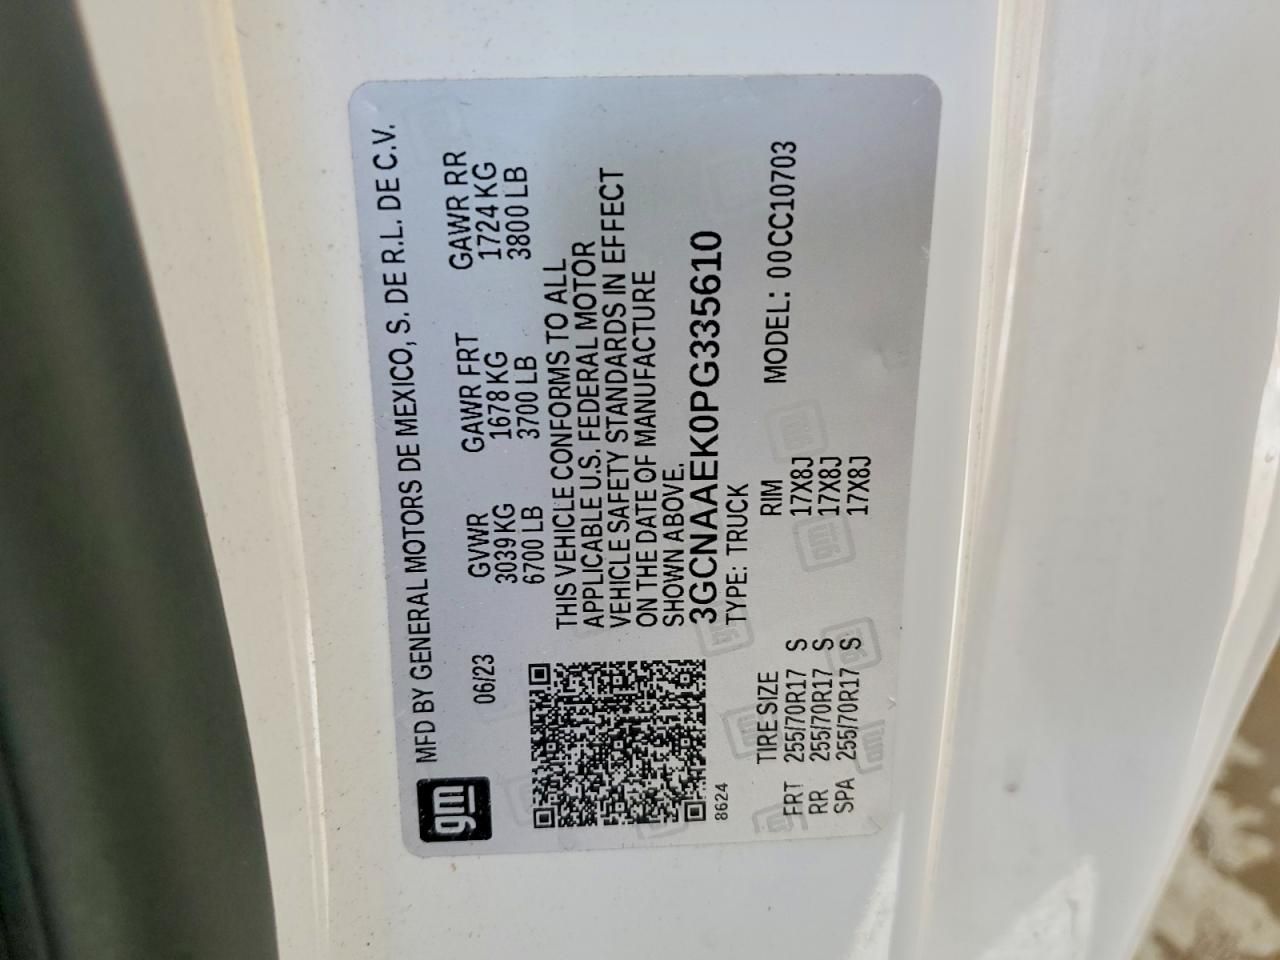 gm MFD BY GENERAL MOTORS DE MEXICO, S. DE R.L. DE C.V.
06/23 GVWR GAWR FRT GAWR RR
3039 KG 1678 KG 1724 KG
6700 LB 3700 LB 3800 LB
THIS VEHICLE CONFORMS TO ALL
APPLICABLE U.S. FEDERAL MOTOR
VEHICLE SAFETY STANDARDS IN EFFECT
ON THE DATE OF MANUFACTURE
SHOWN ABOVE.
3GCNAAEK0PG335610
8624 TYPE: TRUCK
TIRE SIZE RIM MODEL: 00CC10703
FRT 255/70R17 S 17X8J
RR 255/70R17 S 17X8J
SPA 255/70R17 S 17X8J